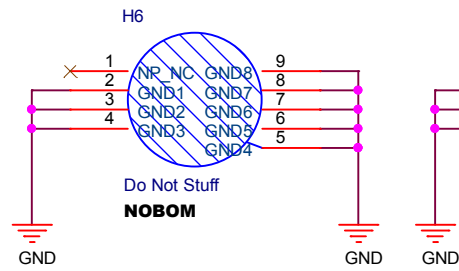 H6
1 NP_NC GND8 9
2 GND1 GND7 8
3 GND2 GND6 7
4 GND3 GND5 6
GND4 5
Do Not Stuff
NOBOM
GND GND GND